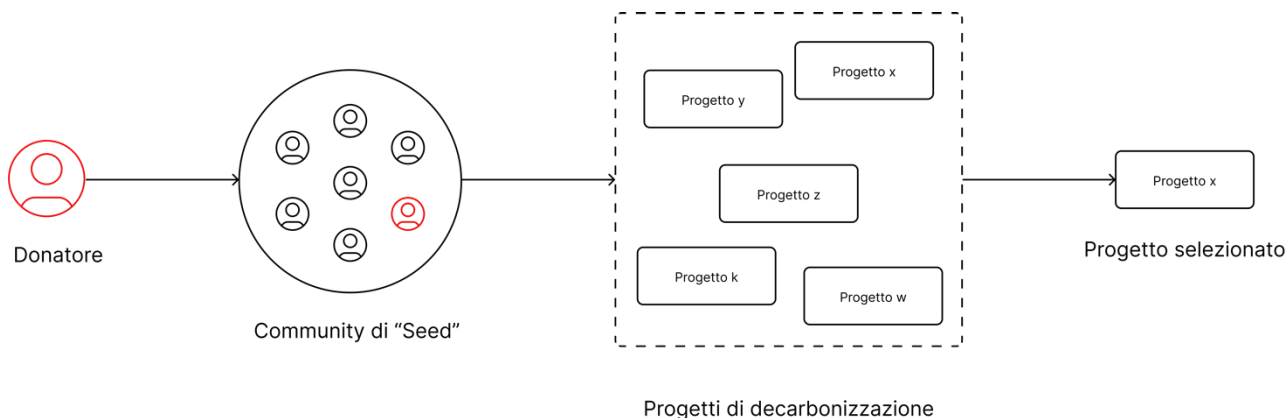 Donatore
Community di “Seed”
Progetto y
Progetto x
Progetto z
Progetto k
Progetto w
Progetti di decarbonizzazione
Progetto x
Progetto selezionato